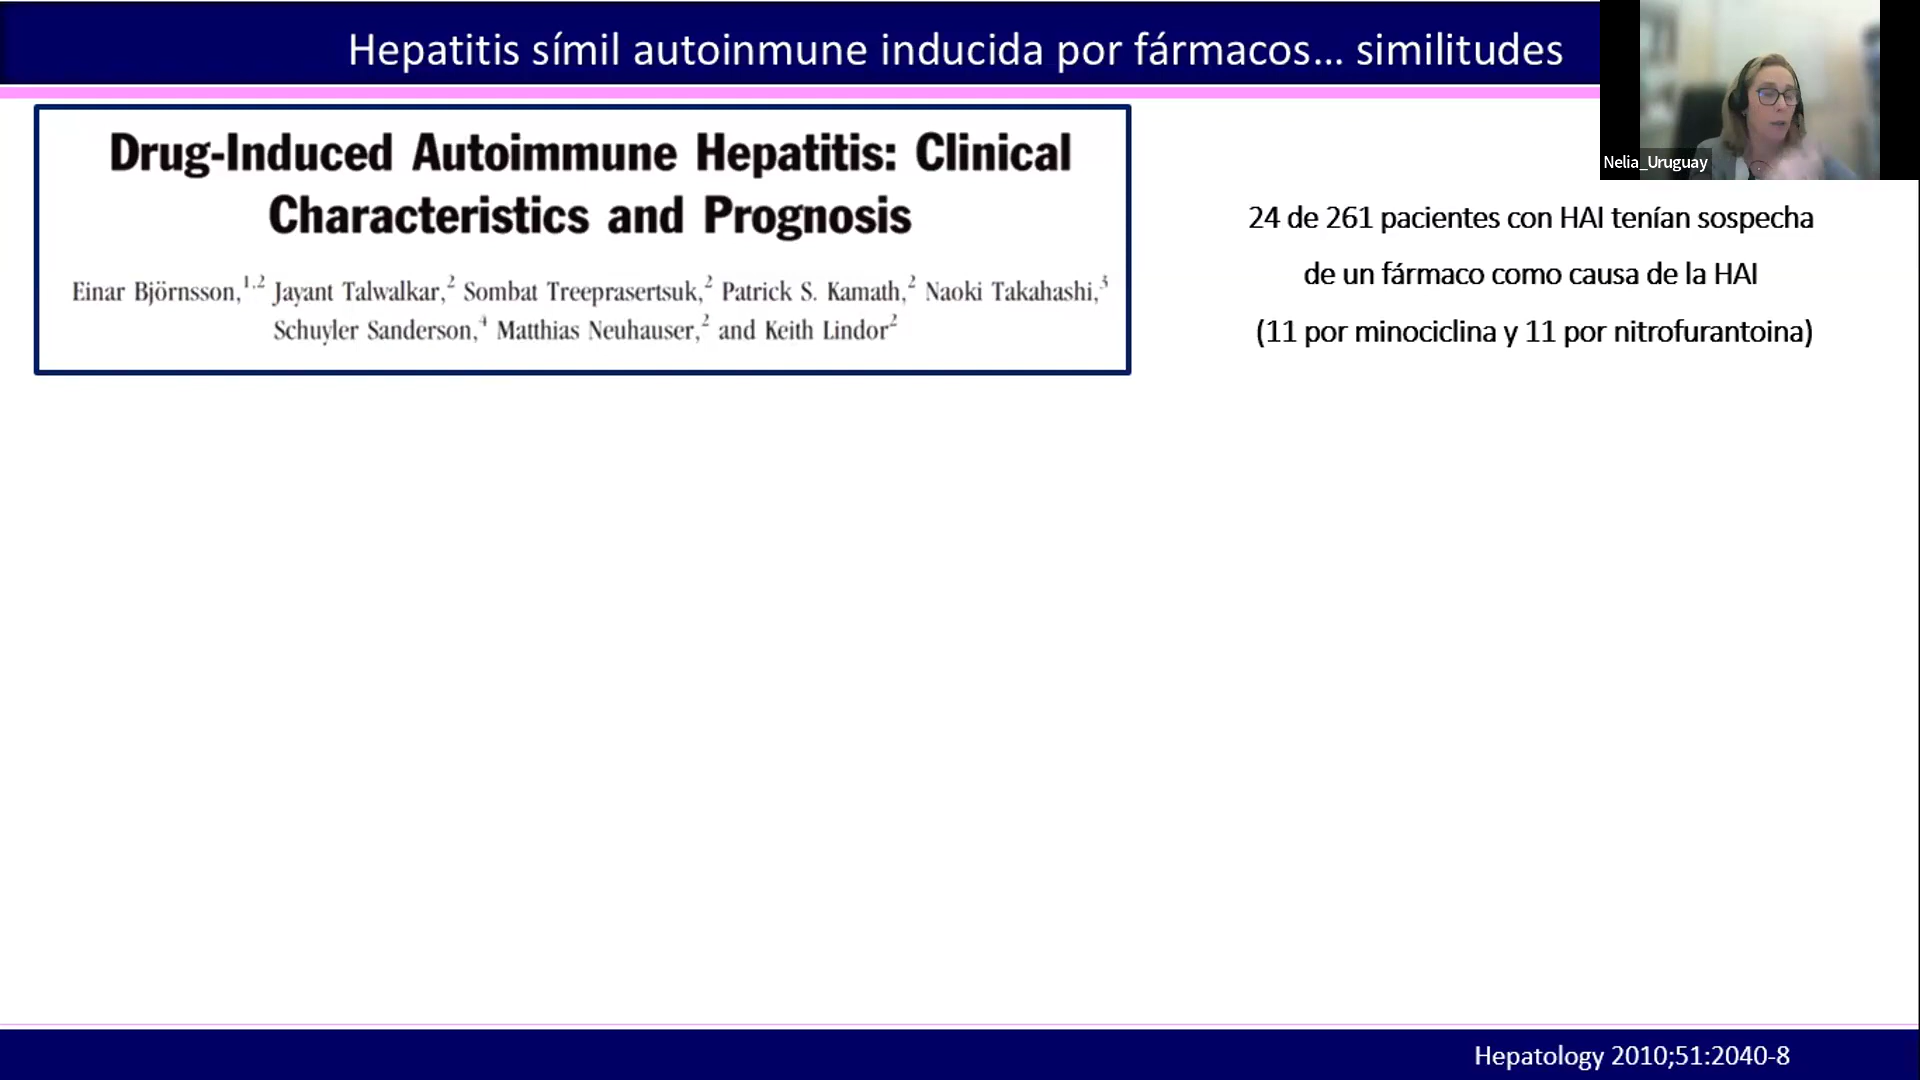 Hepatitis símil autoinmune inducida por fármacos... similitudes
Nelia_Uruguay
Drug-Induced Autoimmune Hepatitis: Clinical
Characteristics and Prognosis
Einar Björnsson,1,2 Jayant Talwalkar,2 Sombat Treeprasertsuk,2 Patrick S. Kamath,2 Naoki Takahashi,3
Schuyler Sanderson,4 Matthias Neuhauser,2 and Keith Lindor2
24 de 261 pacientes con HAI tenían sospecha
de un fármaco como causa de la HAI
(11 por minociclina y 11 por nitrofurantoina)
Hepatology 2010;51:2040-8